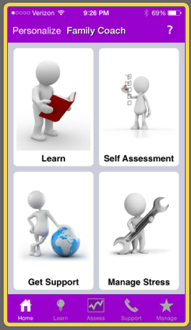 Verizon 9:26 PM 69%
Personalize Family Coach ?
Learn Self Assessment
Get Support Manage Stress
Home Learn Assess Support Manage